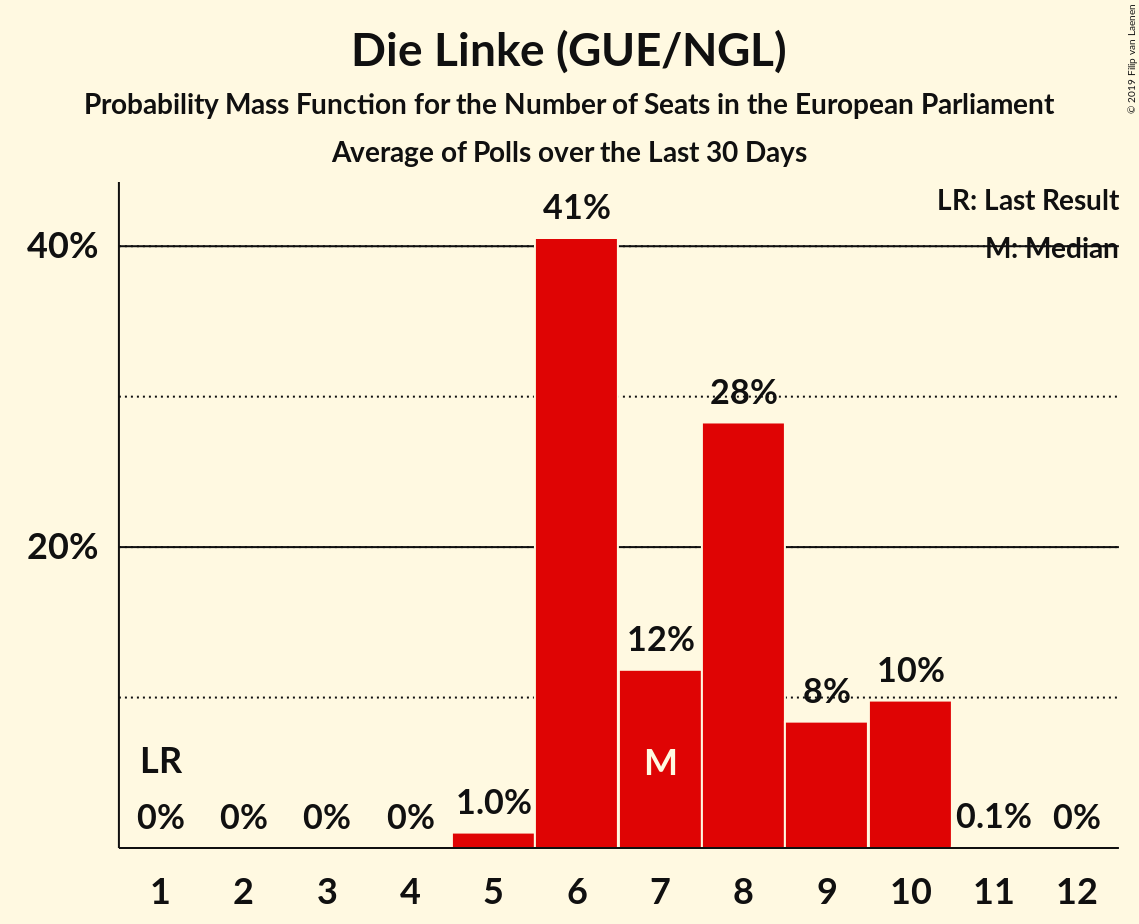 Die Linke (GUE/NGL)
Probability Mass Function for the Number of Seats in the European Parliament
Average of Polls over the Last 30 Days
© 2019 Filip van Laenen
LR: Last Result
M: Median
40%
20%
41%
28%
12%
10%
8%
M
LR
0%
0%
0%
0%
1.0%
0.1%
0%
1 2 3 4 5 6 7 8 9 10 11 12